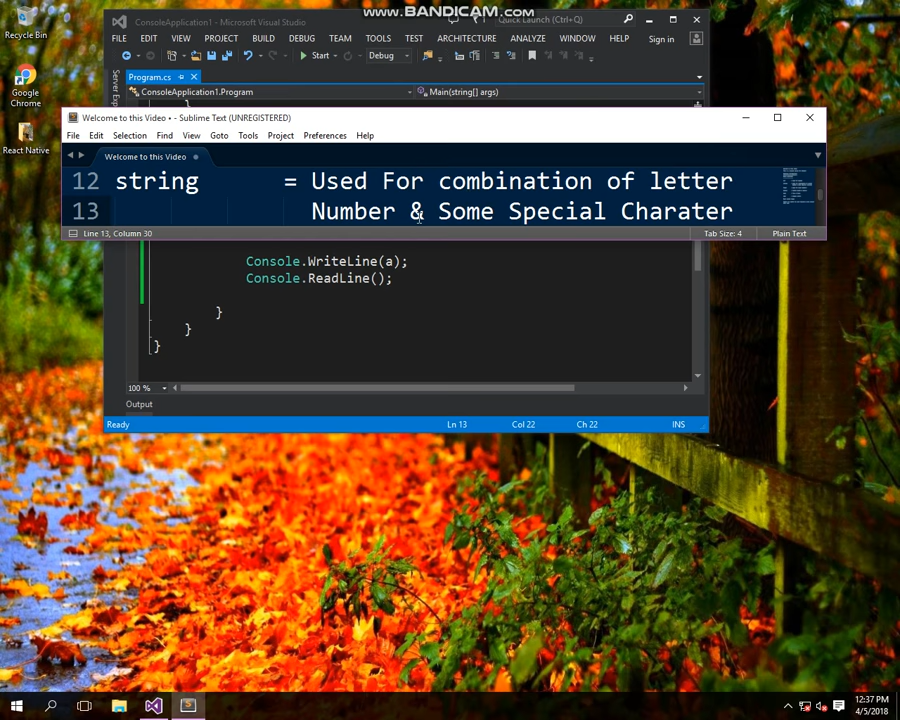 WWW.BANDICAM.COM
Recycle Bin
Google Chrome
React Native
ConsoleApplication1 - Microsoft Visual Studio
Quick Launch (Ctrl+Q)
FILE EDIT VIEW PROJECT BUILD DEBUG TEAM TOOLS TEST ARCHITECTURE ANALYZE WINDOW HELP Sign in
Start Debug
Program.cs
ConsoleApplication1.Program Main(string[] args)
Server Exp
}
Welcome to this Video • - Sublime Text (UNREGISTERED)
File Edit Selection Find View Goto Tools Project Preferences Help
Welcome to this Video
12 string = Used For combination of letter
13 Number & Some Special Charater
Line 13, Column 30 Tab Size: 4 Plain Text
Console.WriteLine(a);
Console.ReadLine();
}
}
}
100 %
Output
Ready Ln 13 Col 22 Ch 22 INS
12:37 PM
4/5/2018